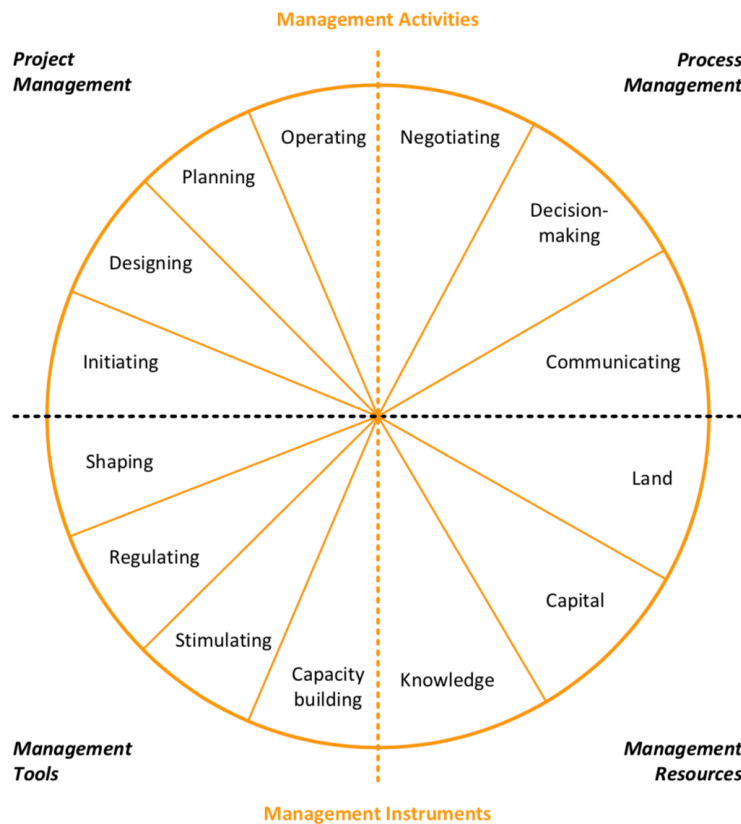 Management Activities
Project
Management
Process
Management
Operating
Negotiating
Planning
Decision-
making
Designing
Initiating
Communicating
Shaping
Land
Regulating
Capital
Stimulating
Capacity
building
Knowledge
Management
Tools
Management
Resources
Management Instruments